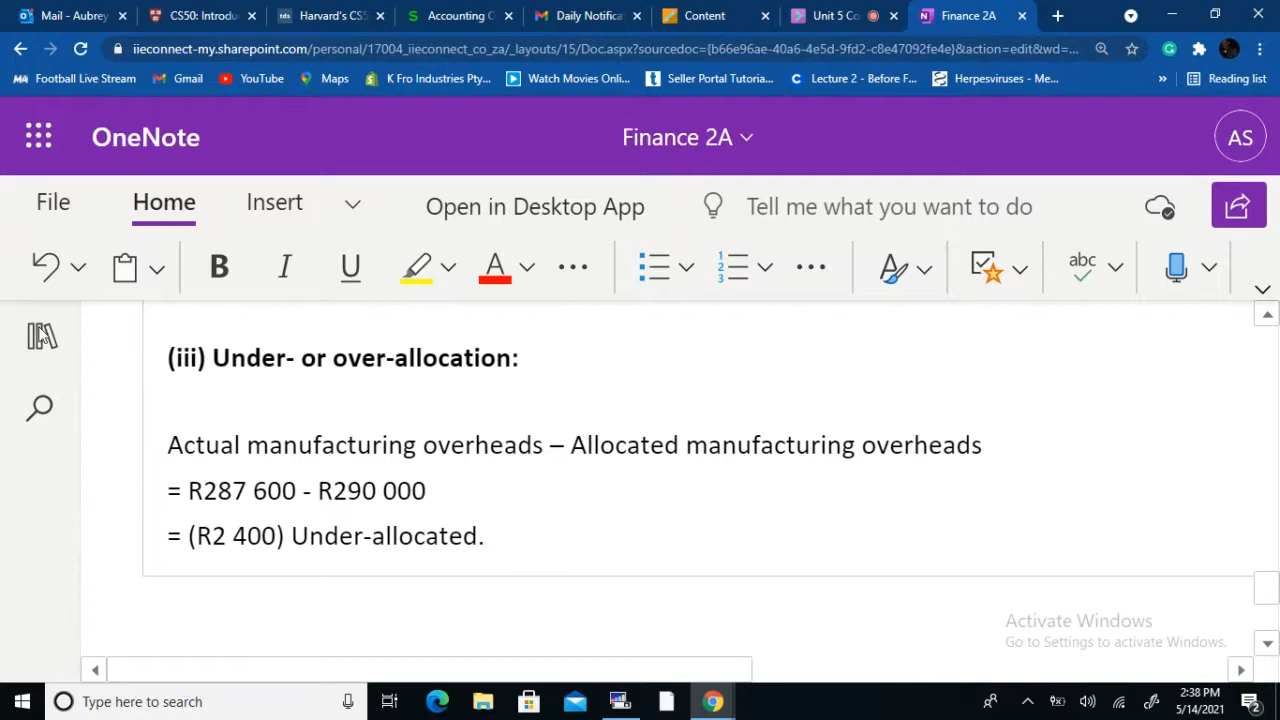 Mail - Aubrey
CS50: Introdu
Harvard's CS5
Accounting C
Daily Notifica
Content
Unit 5 Co
Finance 2A
iieconnect-my.sharepoint.com/personal/17004_iieconnect_co_za/_layouts/15/Doc.aspx?sourcedoc={b66e96ae-40a6-4e5d-9fd2-c8e47092fe4e}&action=edit&wd=...
Football Live Stream
Gmail
YouTube
Maps
K Fro Industries Pty...
Watch Movies Onli...
Seller Portal Tutoria...
Lecture 2 - Before F...
Herpesviruses - Me...
»
Reading list
OneNote
Finance 2A
AS
File
Home
Insert
Open in Desktop App
Tell me what you want to do
B I U A abc
(iii) Under- or over-allocation:
Actual manufacturing overheads – Allocated manufacturing overheads
= R287 600 - R290 000
= (R2 400) Under-allocated.
Activate Windows
Go to Settings to activate Windows.
Type here to search
2:38 PM
5/14/2021
2